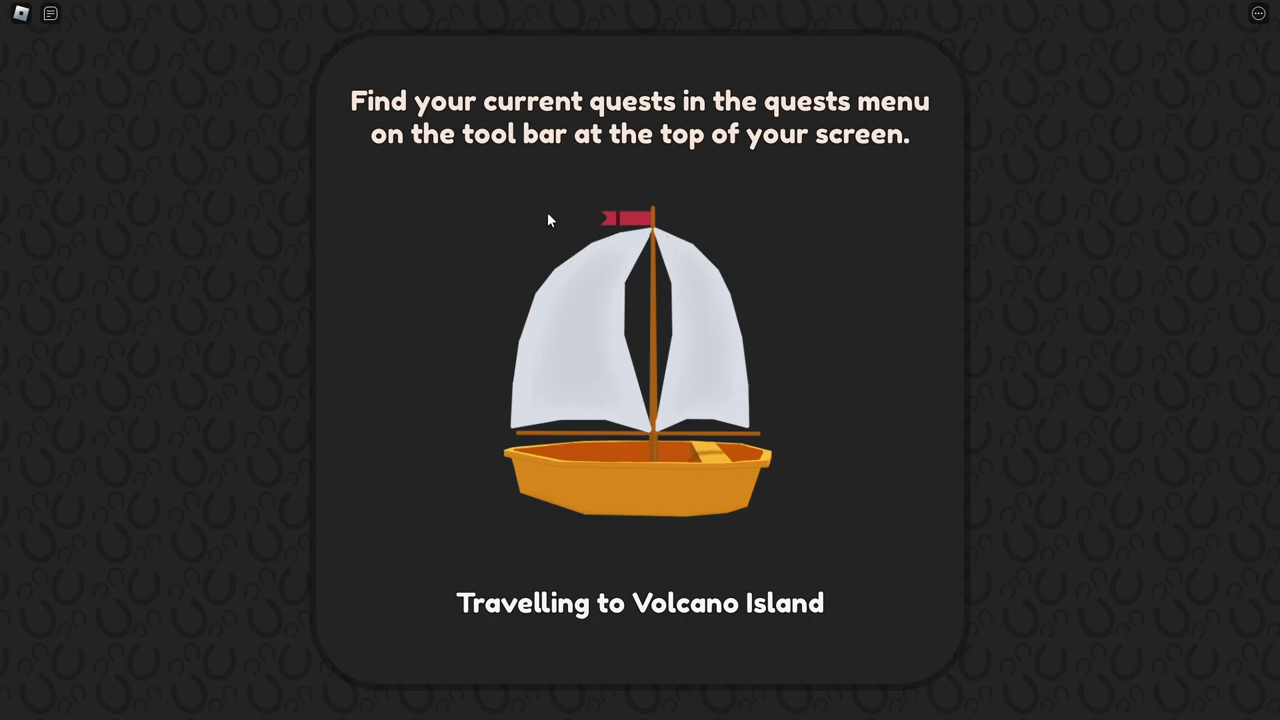 Find your current quests in the quests menu
on the tool bar at the top of your screen.
Travelling to Volcano Island